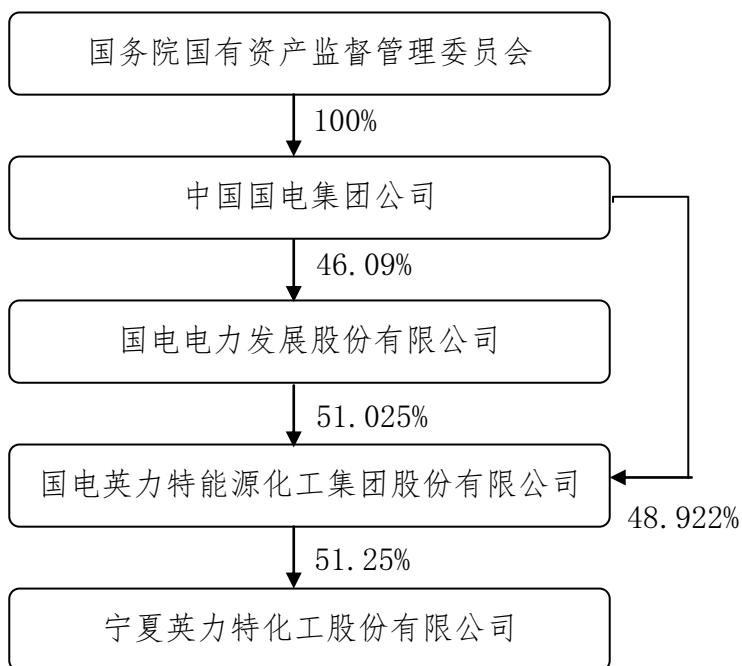 国务院国有资产监督管理委员会
100%
中国国电集团公司
46.09%
国电电力发展股份有限公司
51.025%
国电英力特能源化工集团股份有限公司
48.922%
51.25%
宁夏英力特化工股份有限公司